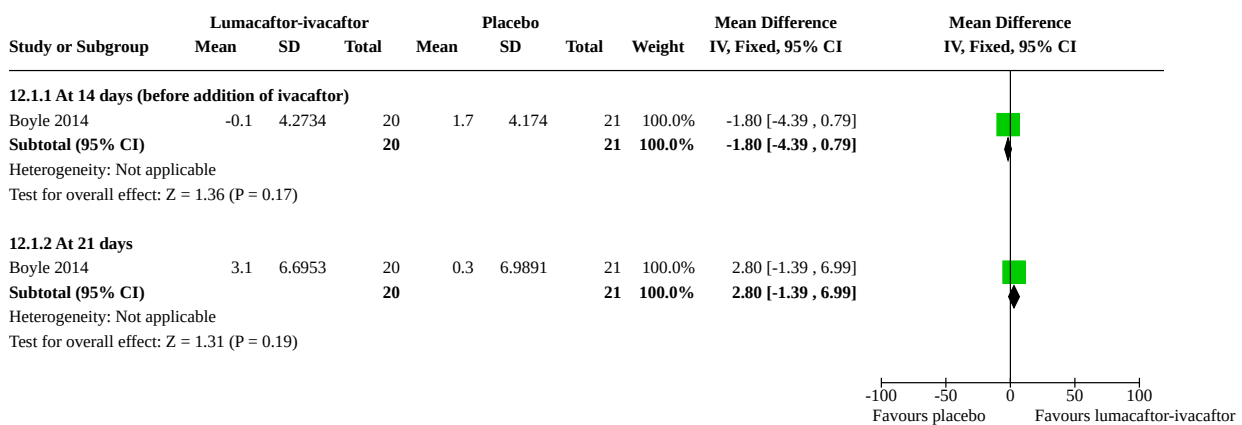 Lumacaftor-ivacaftor Placebo Mean Difference Mean Difference
Study or Subgroup Mean SD Total Mean SD Total Weight IV, Fixed, 95% CI IV, Fixed, 95% CI
12.1.1 At 14 days (before addition of ivacaftor)
Boyle 2014 -0.1 4.2734 20 1.7 4.174 21 100.0% -1.80 [-4.39 , 0.79]
Subtotal (95% CI) 20 21 100.0% -1.80 [-4.39 , 0.79]
Heterogeneity: Not applicable
Test for overall effect: Z = 1.36 (P = 0.17)
12.1.2 At 21 days
Boyle 2014 3.1 6.6953 20 0.3 6.9891 21 100.0% 2.80 [-1.39 , 6.99]
Subtotal (95% CI) 20 21 100.0% 2.80 [-1.39 , 6.99]
Heterogeneity: Not applicable
Test for overall effect: Z = 1.31 (P = 0.19)
-100 -50 0 50 100
Favours placebo Favours lumacaftor-ivacaftor